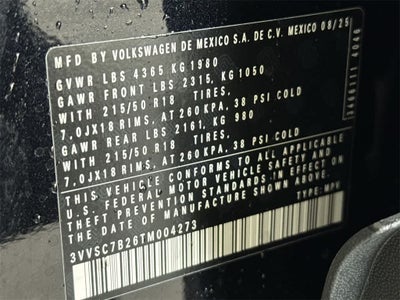 MFD BY VOLKSWAGEN DE MEXICO S.A. DE C.V. MEXICO 08/25
GVWR LBS 4365 KG 1980
GAWR FRONT LBS 2315, KG 1050
WITH 215/50 R18 TIRES,
7,0JX18 RIMS, AT 260 KPA, 38 PSI COLD
GAWR REAR LBS 2161, KG 980
WITH 215/50 R18 TIRES,
7,0JX18 RIMS, AT 260 KPA, 38 PSI COLD
THIS VEHICLE CONFORMS TO ALL APPLICABLE
U.S. FEDERAL MOTOR VEHICLE SAFETY AND
THEFT PREVENTION STANDARDS IN EFFECT ON
THE DATE OF MANUFACTURE SHOWN ABOVE.
3VVSC7B26TM004273 TYPE: MPV